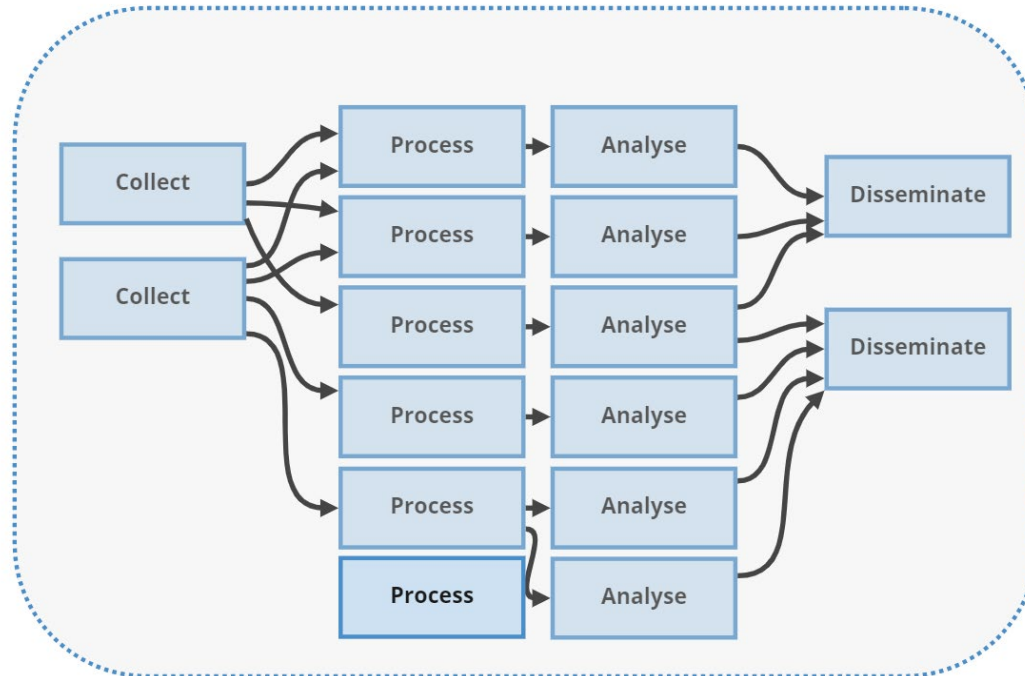 Collect
Collect
Process
Process
Process
Process
Process
Process
Analyse
Analyse
Analyse
Analyse
Analyse
Analyse
Disseminate
Disseminate